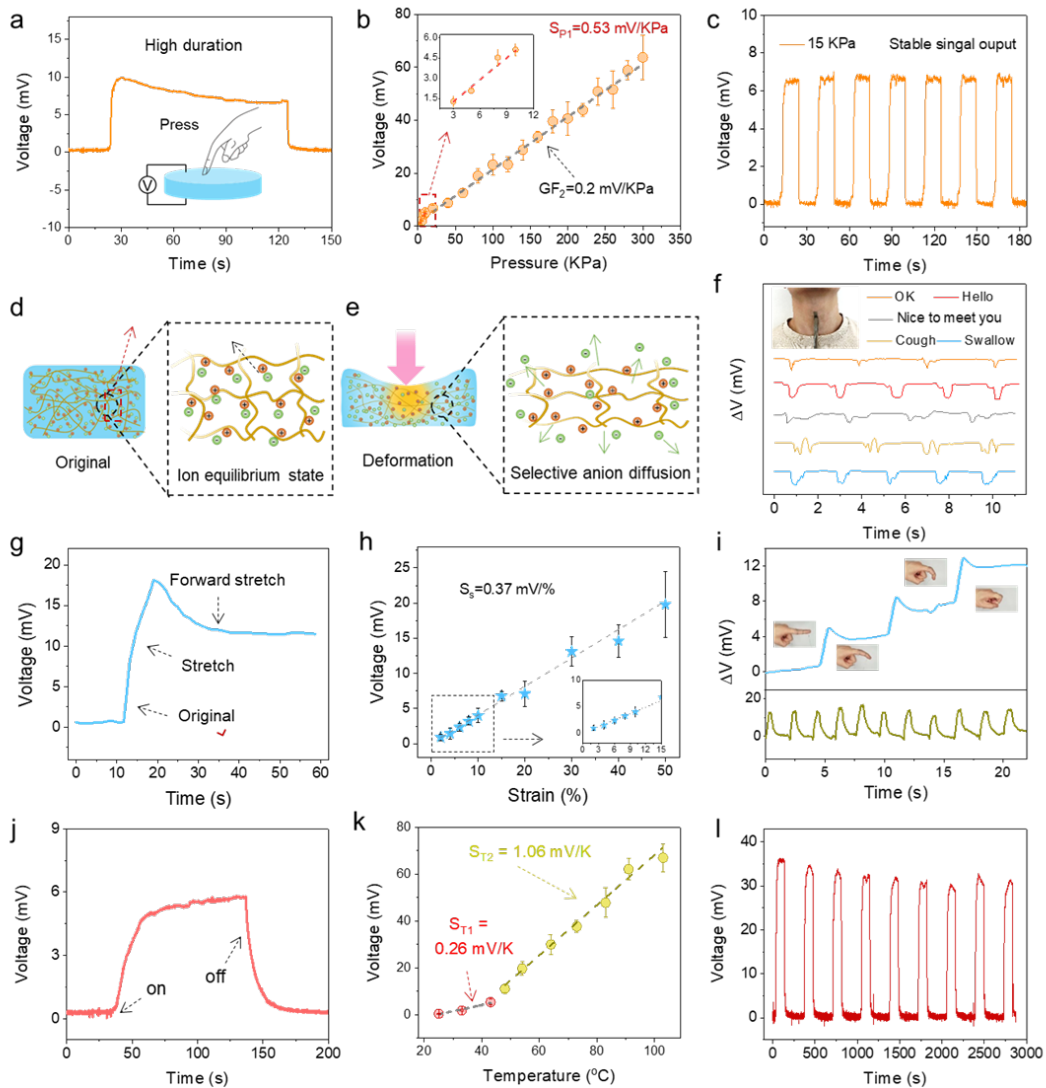 a
High duration
Press
V
Voltage (mV)
15
10
5
0
-5
-10
0 30 60 90 120 150
Time (s)
b
S_P1=0.53 mV/KPa
GF_2=0.2 mV/KPa
6.0
4.5
3.0
1.5
3 6 9 12
Voltage (mV)
80
60
40
20
0
0 50 100 150 200 250 300 350
Pressure (KPa)
c
15 KPa
Stable singal ouput
Voltage (mV)
10
8
6
4
2
0
0 30 60 90 120 150 180
Time (s)
d
Original
Ion equilibrium state
e
Deformation
Selective anion diffusion
f
OK Hello
Nice to meet you
Cough Swallow
ΔV (mV)
0 2 4 6 8 10
Time (s)
g
Forward stretch
Stretch
Original
Voltage (mV)
20
15
10
5
0
0 10 20 30 40 50 60
Time (s)
h
S_s=0.37 mV/%
10
5
0
0 3 6 9 12 15
Voltage (mV)
25
20
15
10
5
0
0 10 20 30 40 50
Strain (%)
i
ΔV (mV)
12
8
4
0
20
0
0 5 10 15 20
Time (s)
j
on
off
Voltage (mV)
9
6
3
0
0 50 100 150 200
Time (s)
k
S_T2 = 1.06 mV/K
S_T1 =
0.26 mV/K
Voltage (mV)
80
60
40
20
0
20 40 60 80 100
Temperature (°C)
l
Voltage (mV)
40
30
20
10
0
0 500 1000 1500 2000 2500 3000
Time (s)